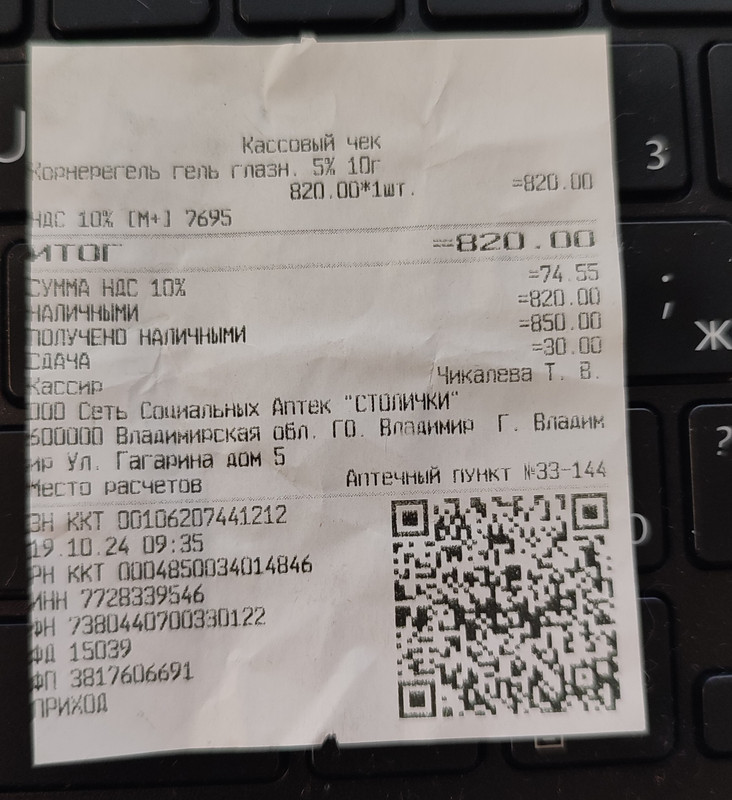 Кассовый чек
Корнерегель гель глазн. 5% 10г
820.00*1шт. =820.00
НДС 10% [М+] 7695
ИТОГ =820.00
СУММА НДС 10% =74.55
НАЛИЧНЫМИ =820.00
ПОЛУЧЕНО НАЛИЧНЫМИ =850.00
СДАЧА =30.00
Кассир Чикалева Т. В.
ООО Сеть Социальных Аптек "СТОЛИЧКИ"
600000 Владимирская обл. ГО. Владимир Г. Владим
ир Ул. Гагарина дом 5
Место расчетов Аптечный пункт №33-144
ЗН ККТ 00106207441212
19.10.24 09:35
РН ККТ 0004850034014846
ИНН 7728339546
ФН 7380440700330122
ФД 15039
ФП 3817606691
ПРИХОД
U
З
;
Ж
?